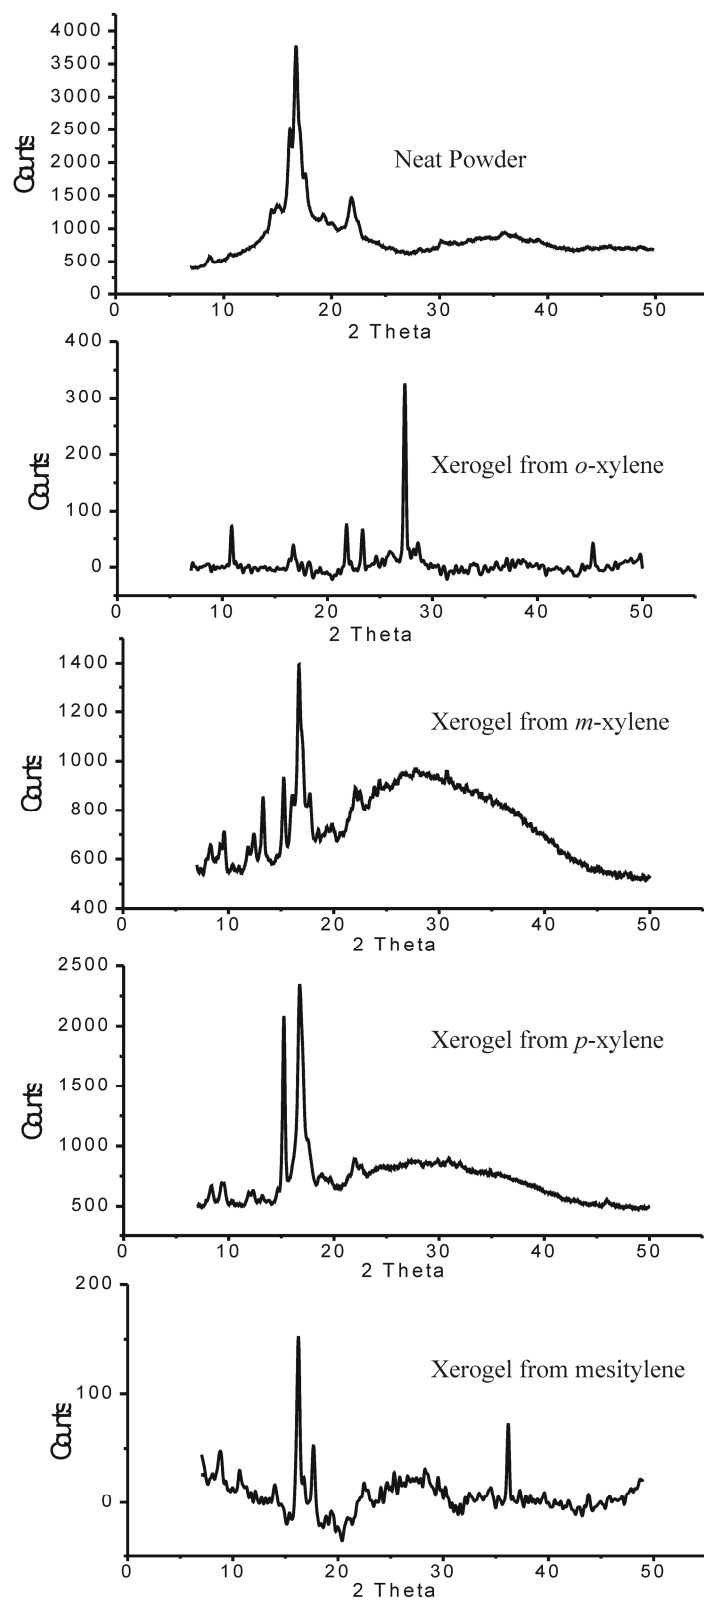 4000
3500
3000
2500
2000
1500
1000
500
0
Counts
Neat Powder
0 10 20 30 40 50
2 Theta
400
300
200
100
0
Counts
Xerogel from o-xylene
0 10 20 30 40 50
2 Theta
1400
1200
1000
800
600
400
Counts
Xerogel from m-xylene
0 10 20 30 40 50
2 Theta
2500
2000
1500
1000
500
Counts
Xerogel from p-xylene
0 10 20 30 40 50
2 Theta
200
100
0
Counts
Xerogel from mesitylene
0 10 20 30 40 50
2 Theta